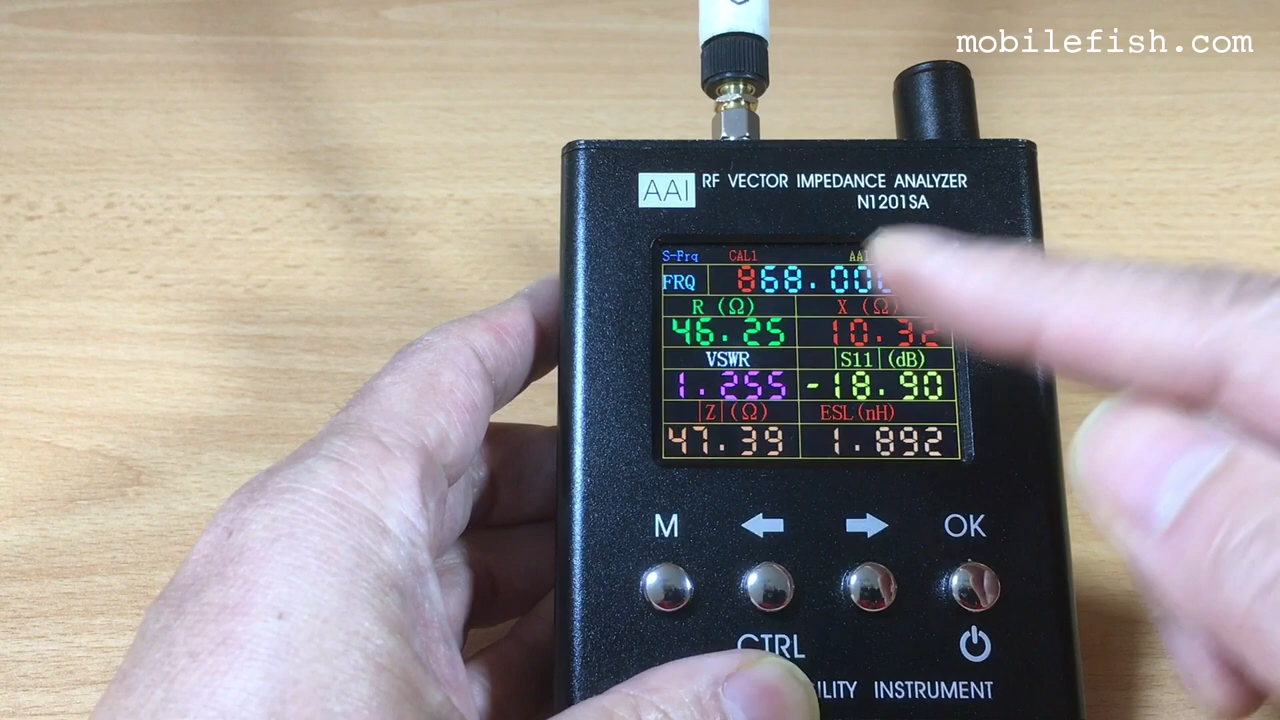 mobilefish.com
AAI RF VECTOR IMPEDANCE ANALYZER
N1201SA
S-Frq CAL1
FRQ 868.00
R (Ω) X (Ω)
46.25 10.32
VSWR |S11| (dB)
1.255 -18.90
|Z| (Ω) ESL(nH)
47.39 1.892
M OK
CTRL
INSTRUMENT